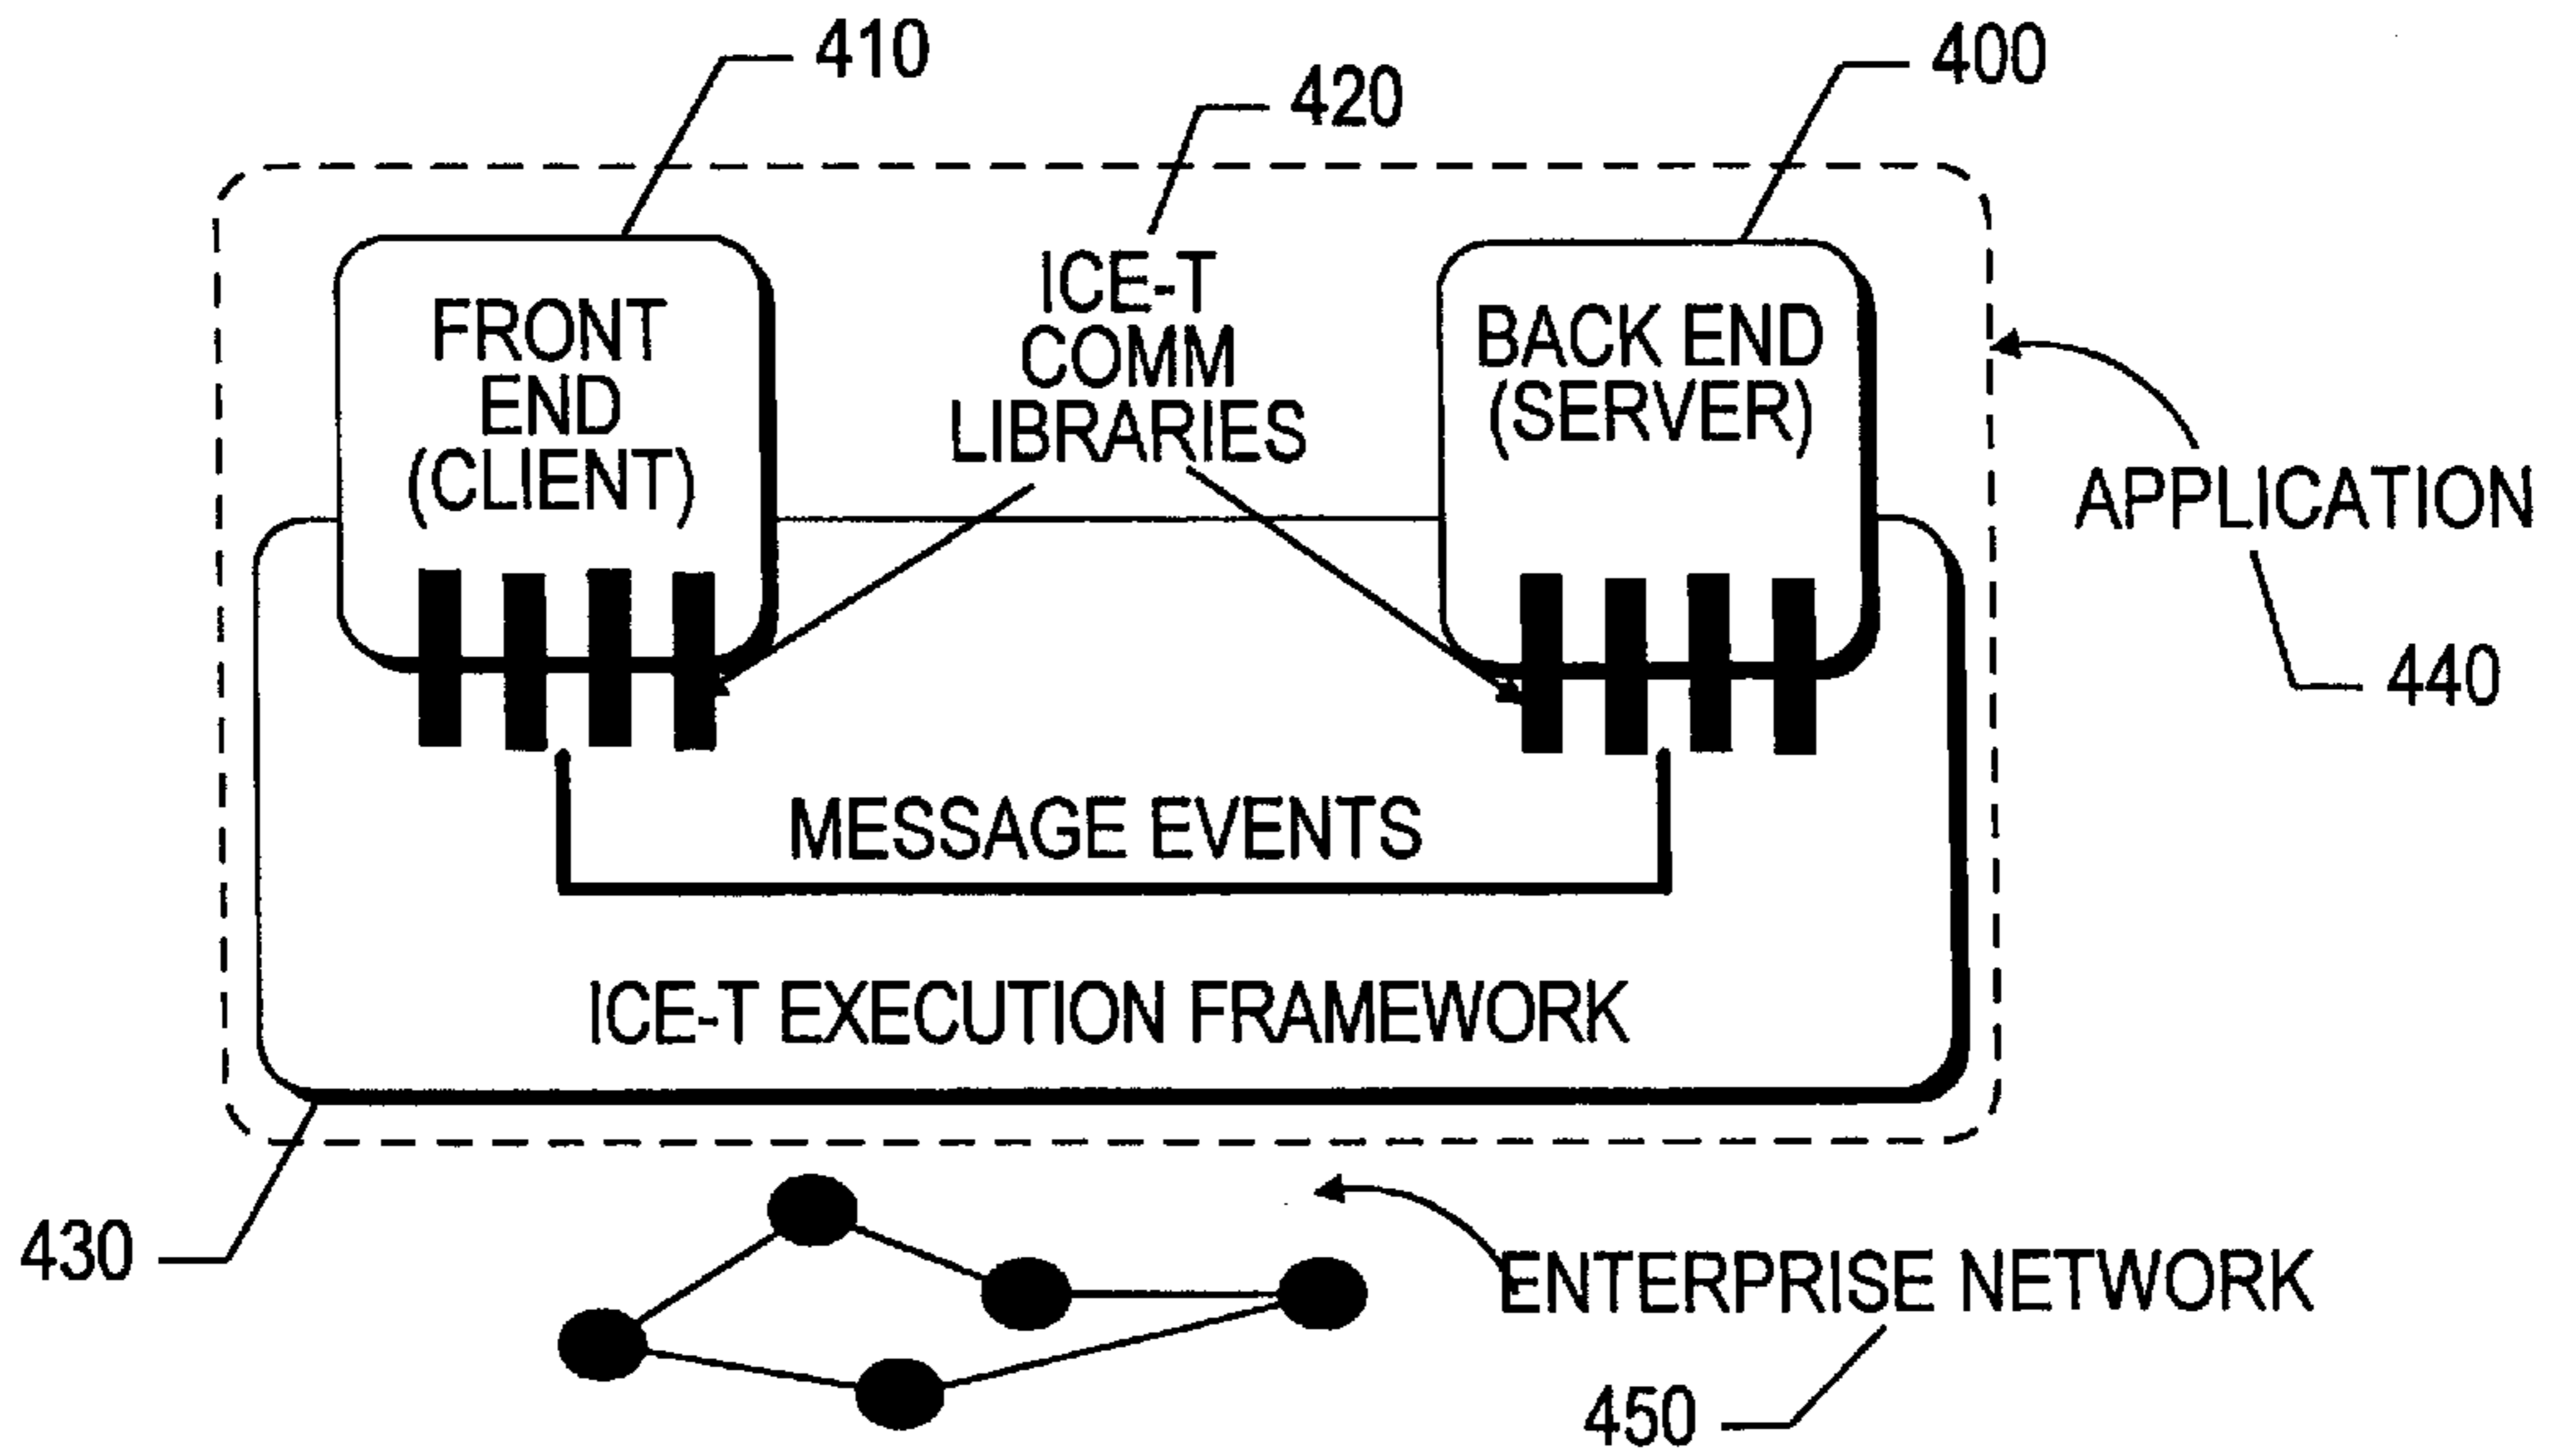 410
400
420
ICE-T
COMM
LIBRARIES
FRONT
END
(CLIENT)
BACK END
(SERVER)
APPLICATION
440
MESSAGE EVENTS
ICE-T EXECUTION FRAMEWORK
430
ENTERPRISE NETWORK
450